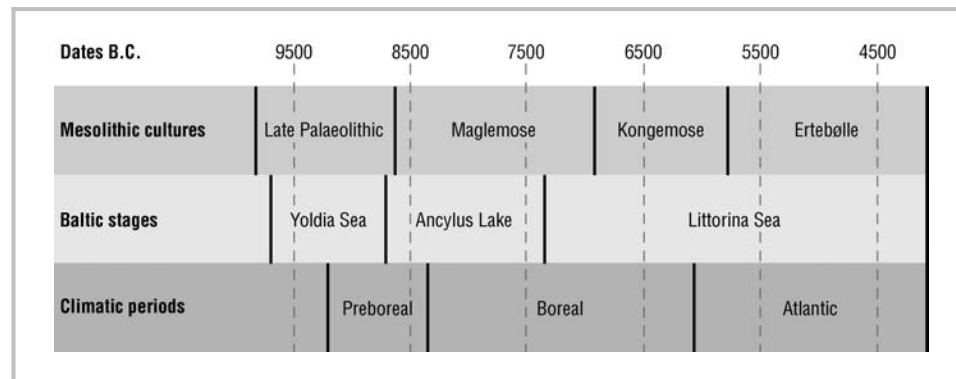 Dates B.C. 9500 8500 7500 6500 5500 4500
Mesolithic cultures Late Palaeolithic Maglemose Kongemose Ertebølle
Baltic stages Yoldia Sea Ancylus Lake Littorina Sea
Climatic periods Preboreal Boreal Atlantic